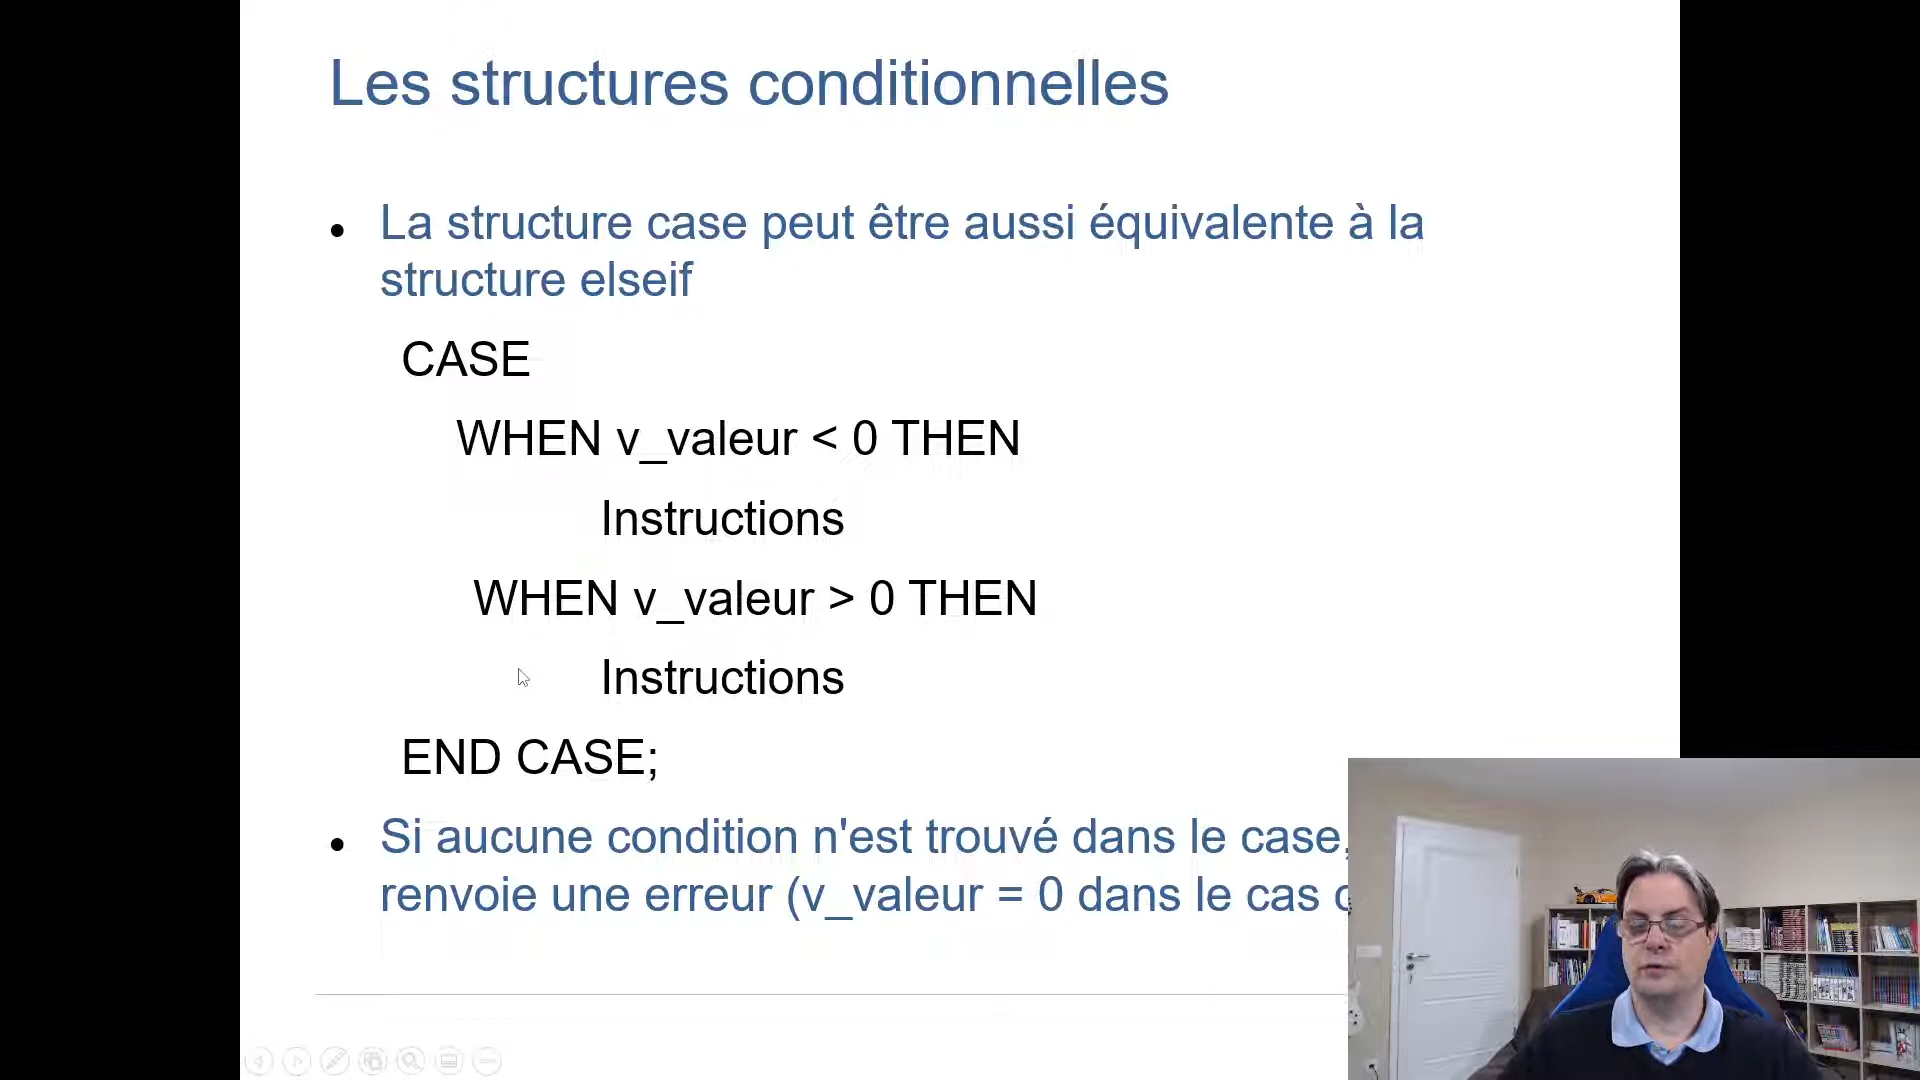 Les structures conditionnelles
La structure case peut être aussi équivalente à la
structure elseif
CASE
WHEN v_valeur < 0 THEN
Instructions
WHEN v_valeur > 0 THEN
Instructions
END CASE;
Si aucune condition n'est trouvé dans le case,
renvoie une erreur (v_valeur = 0 dans le cas